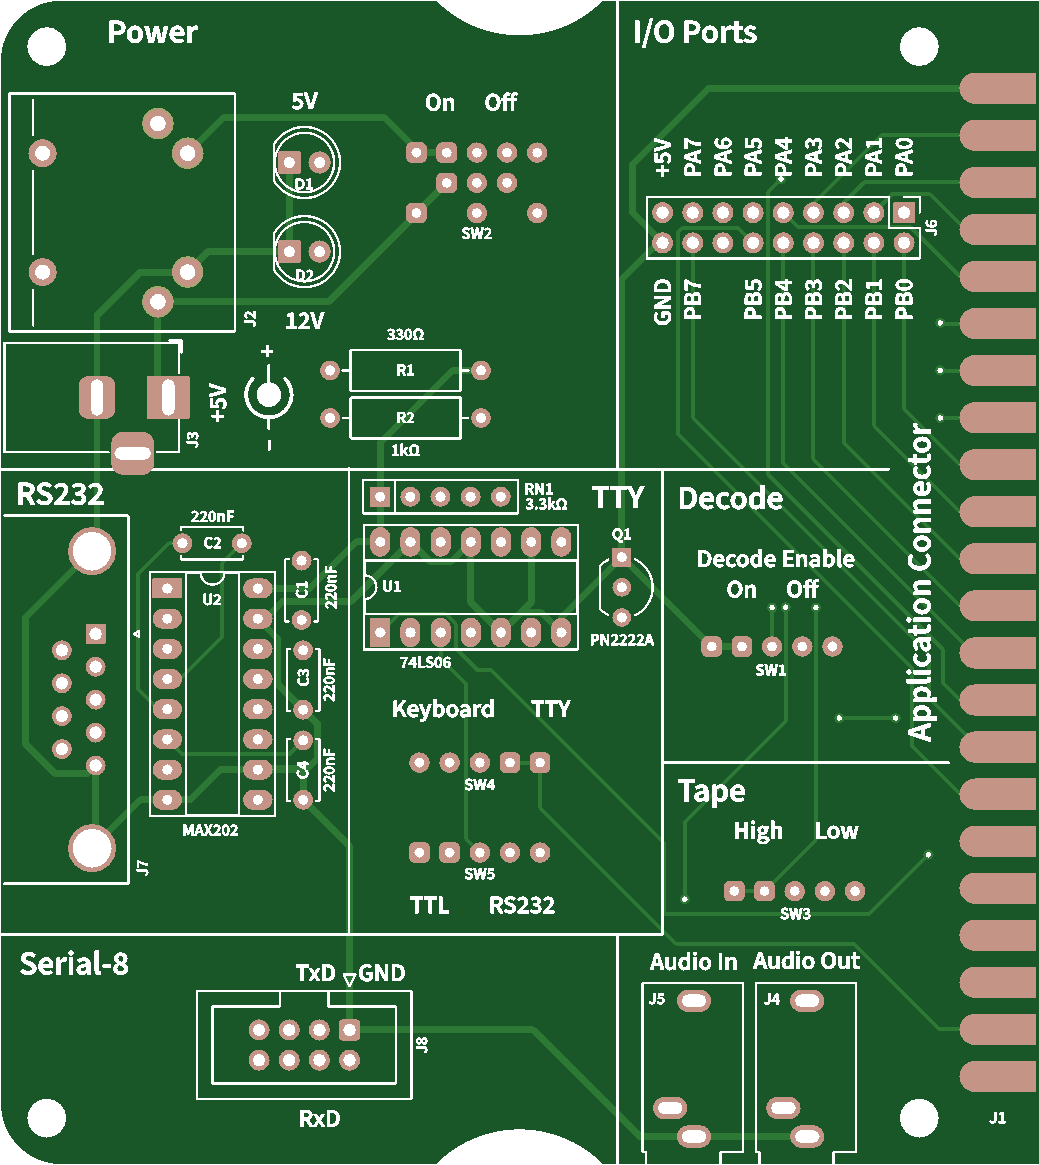 Power
I/O Ports
5V
On Off
+5V PA7 PA6 PA5 PA4 PA3 PA2 PA1 PA0
D1
SW2
J6
D2
GND PB7 PB5 PB4 PB3 PB2 PB1 PB0
J2
12V
330Ω
+
R1
+5V
R2
J3
-
1kΩ
Application Connector
RS232
RN1
3.3kΩ
TTY
Decode
220nF
C2
Q1
Decode Enable
On Off
U2
C1
220nF
U1
PN2222A
74LS06
SW1
C3
220nF
Keyboard TTY
SW4
C4
220nF
Tape
High Low
MAX202
J7
SW5
TTL RS232
SW3
Serial-8
TxD GND
Audio In Audio Out
J5
J4
J8
RxD
J1